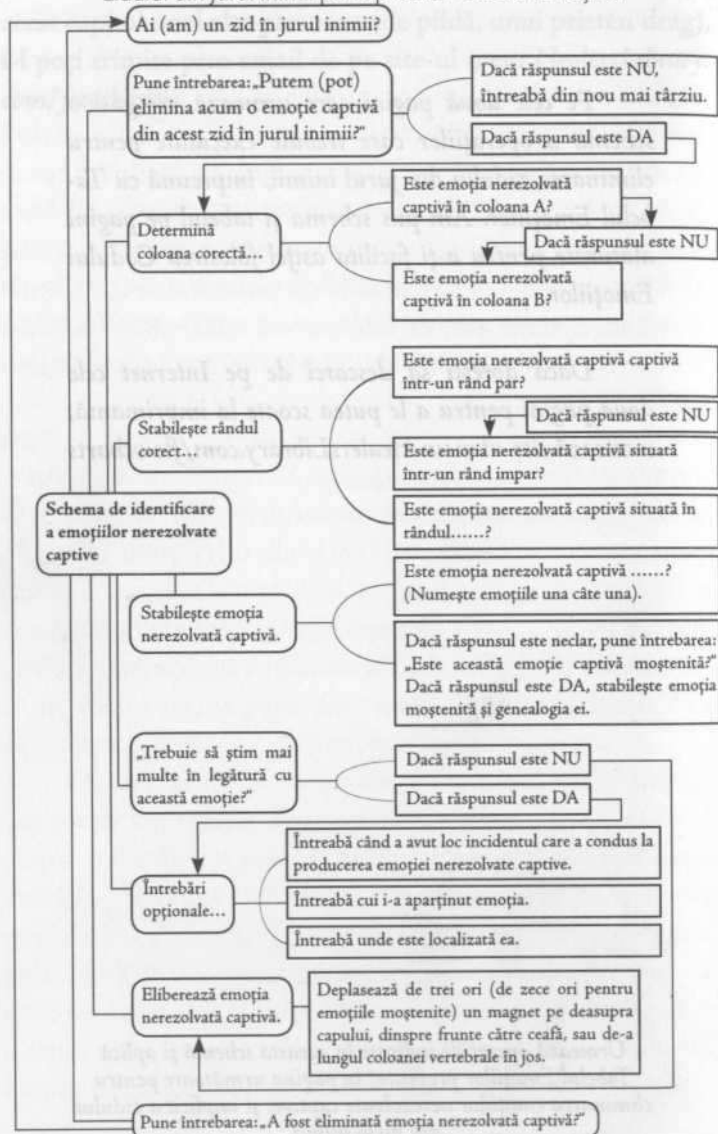 Ai (am) un zid în jurul inimii?
Pune întrebarea: „Putem (pot)
elimina acum o emoție captivă
din acest zid în jurul inimii?”
Dacă răspunsul este NU,
întreabă din nou mai târziu.
Dacă răspunsul este DA
Determină
coloana corectă…
Este emoția nerezolvată
captivă în coloana A?
Dacă răspunsul este NU
Este emoția nerezolvată
captivă în coloana B?
Stabilește rândul
corect…
Este emoția nerezolvată captivă captivă
într-un rând par?
Dacă răspunsul este NU
Este emoția nerezolvată captivă situată
într-un rând impar?
Este emoția nerezolvată captivă situată în
rândul……?
Schema de identificare
a emoțiilor nerezolvate
captive
Stabilește emoția
nerezolvată captivă.
Este emoția nerezolvată captivă ……?
(Numește emoțiile una câte una).
Dacă răspunsul este neclar, pune întrebarea:
„Este această emoție captivă moștenită?”
Dacă răspunsul este DA, stabilește emoția
moștenită și genealogia ei.
„Trebuie să știm mai
multe în legătură cu
această emoție?”
Dacă răspunsul este NU
Dacă răspunsul este DA
Întrebări
opționale…
Întreabă când a avut loc incidentul care a condus la
producerea emoției nerezolvate captive.
Întreabă cui i-a aparținut emoția.
Întreabă unde este localizată ea.
Eliberează emoția
nerezolvată captivă.
Deplasează de trei ori (de zece ori pentru
emoțiile moștenite) un magnet pe deasupra
capului, dinspre frunte către ceafă, sau de-a
lungul coloanei vertebrale în jos.
Pune întrebarea: „A fost eliminată emoția nerezolvată captivă?”